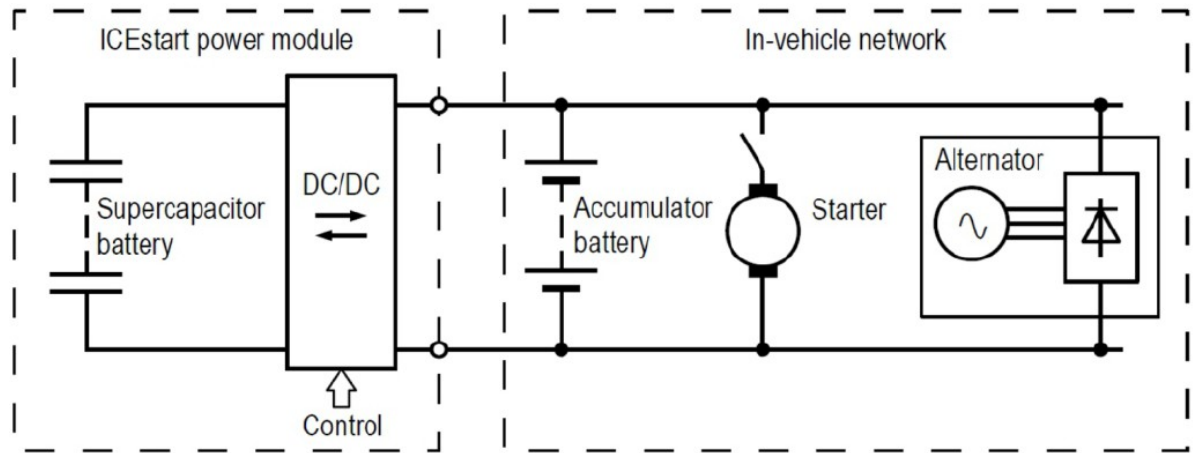 ICEstart power module
In-vehicle network
DC/DC
Supercapacitor
battery
Control
Accumulator
battery
Starter
Alternator